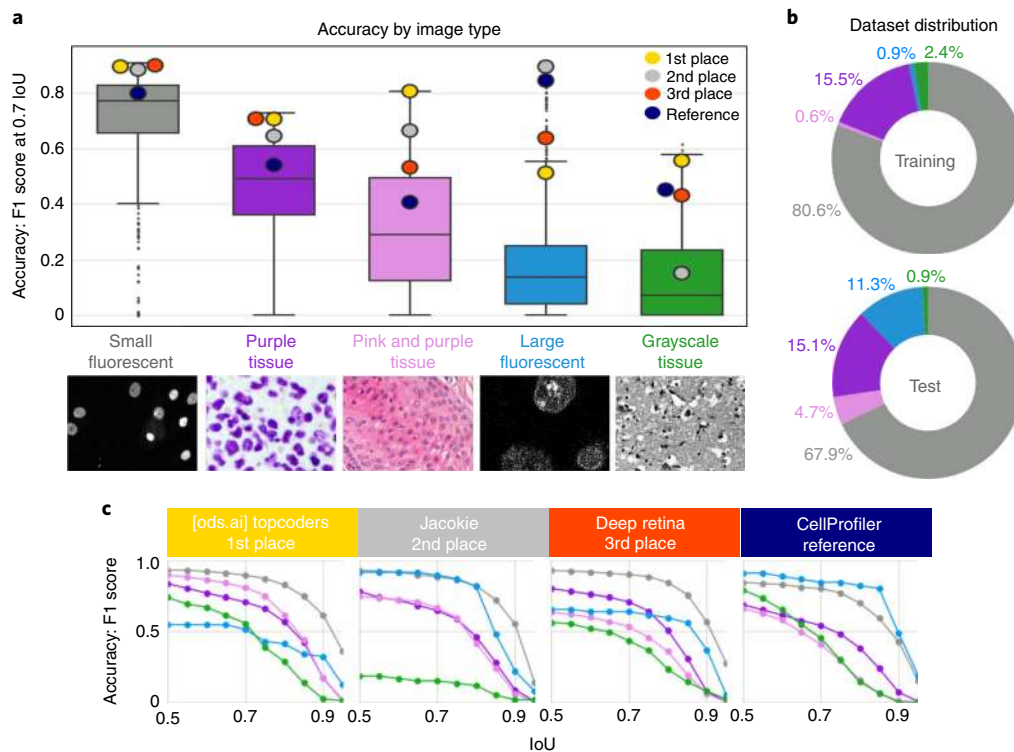 a
Accuracy by image type
Accuracy: F1 score at 0.7 IoU
0.8
0.6
0.4
0.2
0
1st place
2nd place
3rd place
Reference
Small
fluorescent
Purple
tissue
Pink and purple
tissue
Large
fluorescent
Grayscale
tissue
b
Dataset distribution
0.9%
2.4%
15.5%
0.6%
Training
80.6%
0.9%
11.3%
15.1%
Test
4.7%
67.9%
c
[ods.ai] topcoders
1st place
Jacokie
2nd place
Deep retina
3rd place
CellProfiler
reference
Accuracy: F1 score
1.0
0.5
0
0.5 0.7 0.9 0.5 0.7 0.9 0.5 0.7 0.9 0.5 0.7 0.9
IoU